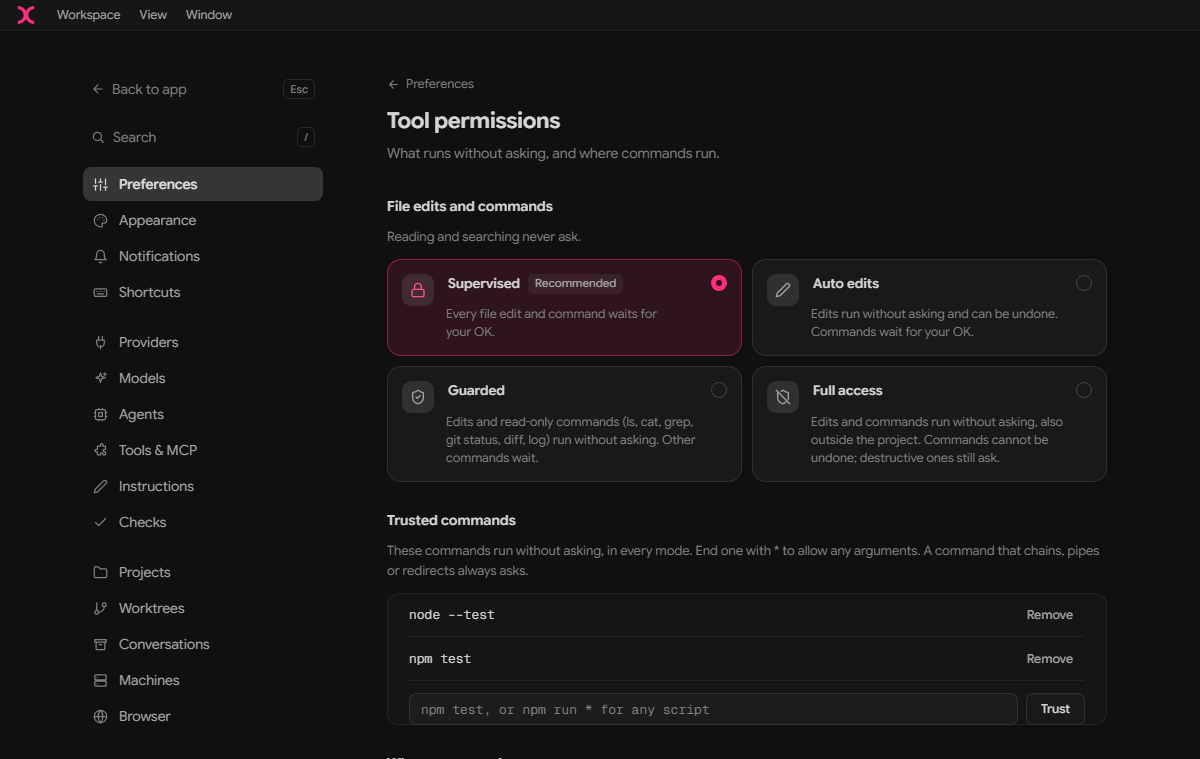 Workspace View Window
Back to app Esc
Search /
Preferences
Appearance
Notifications
Shortcuts
Providers
Models
Agents
Tools & MCP
Instructions
Checks
Projects
Worktrees
Conversations
Machines
Browser
Preferences
Tool permissions
What runs without asking, and where commands run.
File edits and commands
Reading and searching never ask.
Supervised Recommended
Every file edit and command waits for
your OK.
Auto edits
Edits run without asking and can be undone.
Commands wait for your OK.
Guarded
Edits and read-only commands (ls, cat, grep,
git status, diff, log) run without asking. Other
commands wait.
Full access
Edits and commands run without asking, also
outside the project. Commands cannot be
undone; destructive ones still ask.
Trusted commands
These commands run without asking, in every mode. End one with * to allow any arguments. A command that chains, pipes
or redirects always asks.
node --test Remove
npm test Remove
npm test, or npm run * for any script Trust